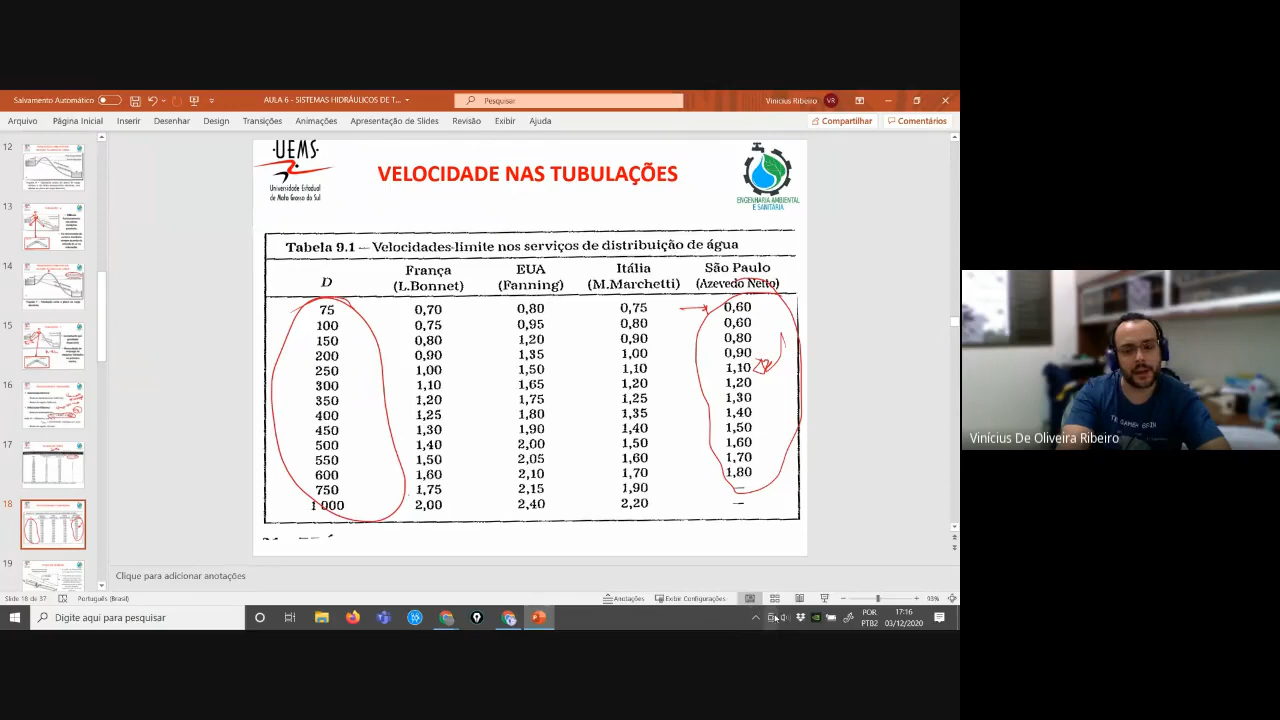 Salvamento Automático
AULA 6 - SISTEMAS HIDRÁULICOS DE T...
Pesquisar
Vinicius Ribeiro
VR
Arquivo Página Inicial Inserir Desenhar Design Transições Animações Apresentação de Slides Revisão Exibir Ajuda
Compartilhar
Comentários
12
13
14
15
16
17
18
19
UEMS
Universidade Estadual
de Mato Grosso do Sul
VELOCIDADE NAS TUBULAÇÕES
ENGENHARIA AMBIENTAL
E SANITÁRIA
Tabela 9.1 — Velocidades-limite nos serviços de distribuição de água
D França EUA Itália São Paulo
(L.Bonnet) (Fanning) (M.Marchetti) (Azevedo Netto)
75 0,70 0,80 0,75 0,60
100 0,75 0,95 0,80 0,60
150 0,80 1,20 0,90 0,80
200 0,90 1,35 1,00 0,90
250 1,00 1,50 1,10 1,10
300 1,10 1,65 1,20 1,20
350 1,20 1,75 1,25 1,30
400 1,25 1,80 1,35 1,40
450 1,30 1,90 1,40 1,50
500 1,40 2,00 1,50 1,60
550 1,50 2,05 1,60 1,70
600 1,60 2,10 1,70 1,80
750 1,75 2,15 1,90 —
1 000 2,00 2,40 2,20 —
Clique para adicionar anotações
Slide 18 de 37 Português (Brasil) Anotações Exibir Configurações 93%
Digite aqui para pesquisar
POR
PTB2
17:16
03/12/2020
Vinícius De Oliveira Ribeiro